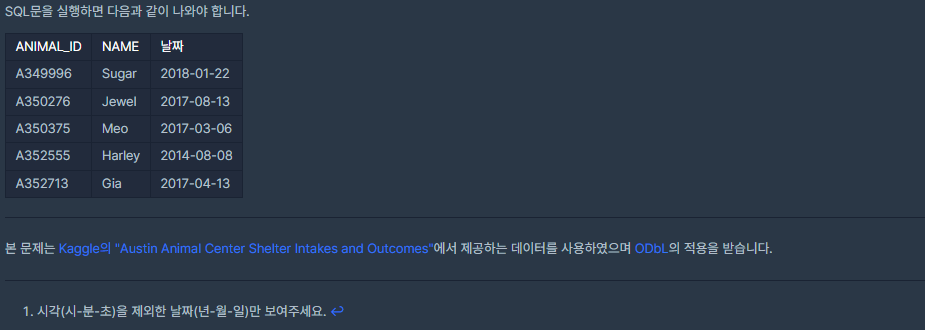 SQL문을 실행하면 다음과 같이 나와야 합니다.
ANIMAL_ID NAME 날짜
A349996 Sugar 2018-01-22
A350276 Jewel 2017-08-13
A350375 Meo 2017-03-06
A352555 Harley 2014-08-08
A352713 Gia 2017-04-13
본 문제는 Kaggle의 "Austin Animal Center Shelter Intakes and Outcomes"에서 제공하는 데이터를 사용하였으며 ODbL의 적용을 받습니다.
1. 시각(시-분-초)을 제외한 날짜(년-월-일)만 보여주세요. ↩